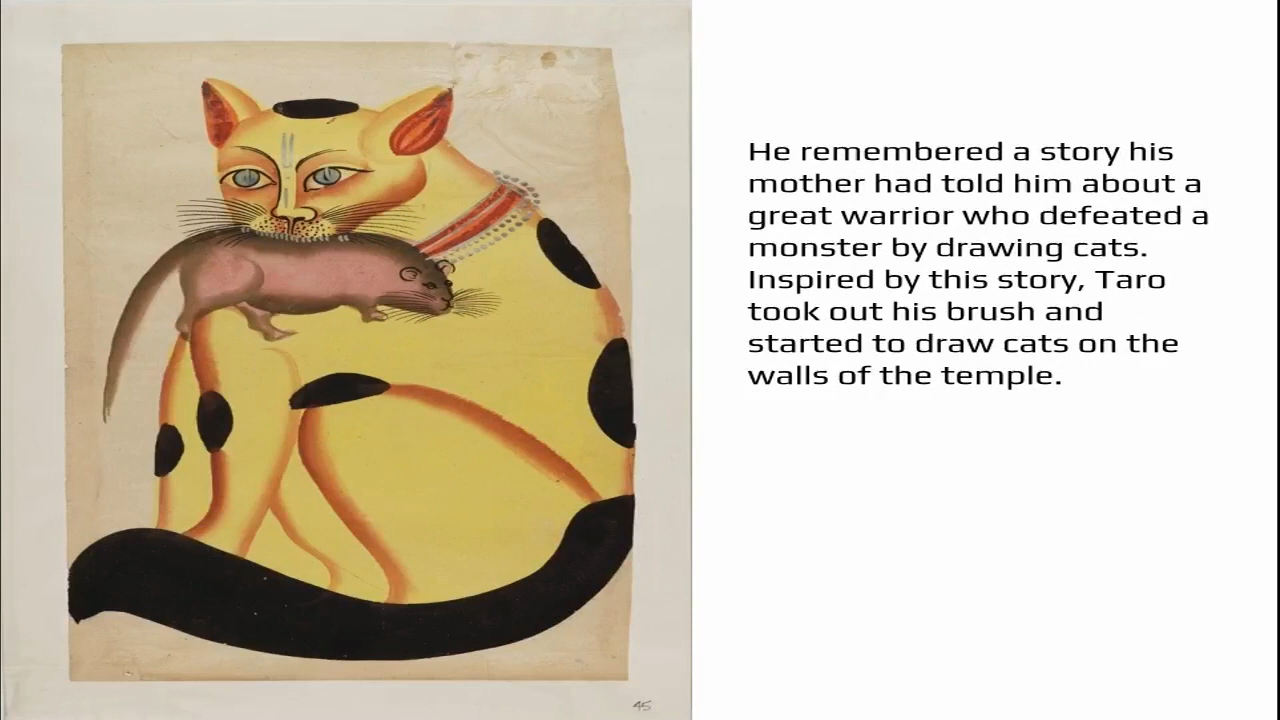 He remembered a story his
mother had told him about a
great warrior who defeated a
monster by drawing cats.
Inspired by this story, Taro
took out his brush and
started to draw cats on the
walls of the temple.
45